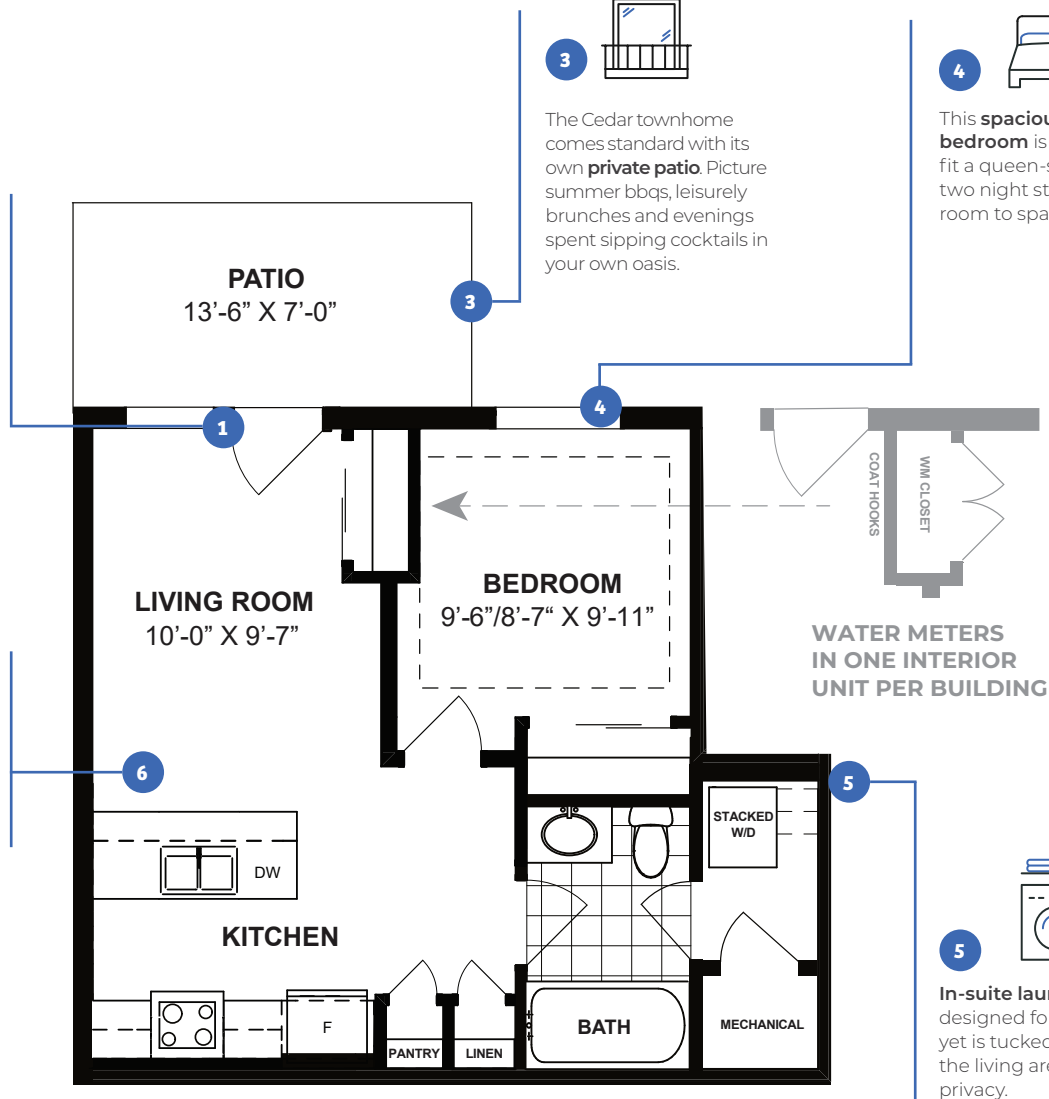 3
The Cedar townhome
comes standard with its
own private patio. Picture
summer bbqs, leisurely
brunches and evenings
spent sipping cocktails in
your own oasis.
4
This spaciou
bedroom is
fit a queen-s
two night st
room to spa
PATIO
13'-6” X 7'-0”
3
4
1
COAT HOOKS
WM CLOSET
LIVING ROOM
10'-0” X 9'-7”
BEDROOM
9'-6”/8'-7“ X 9'-11”
WATER METERS
IN ONE INTERIOR
UNIT PER BUILDING
6
5
STACKED
W/D
DW
KITCHEN
F
PANTRY
LINEN
BATH
MECHANICAL
5
In-suite laun
designed fo
yet is tucked
the living are
privacy.